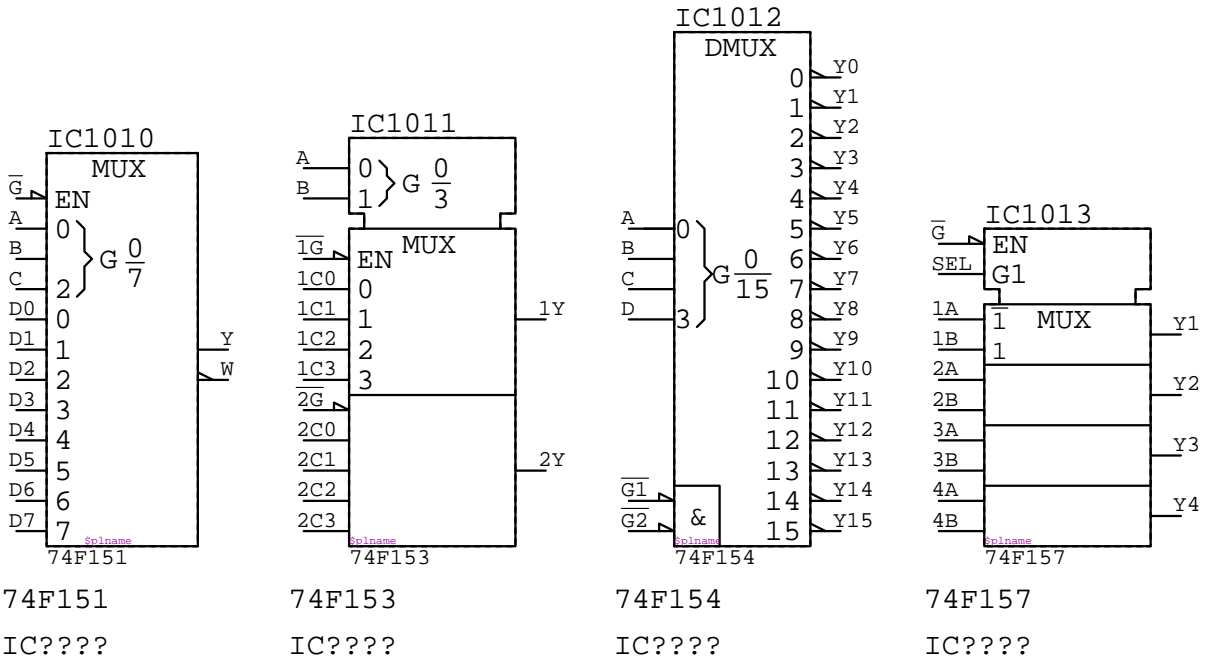 IC1010
MUX
G̅
EN
A
0
B
G 0/7
C
2
D0
0
D1
1
D2
2
D3
3
D4
4
D5
5
D6
6
D7
7
Y
W
$plname
74F151
74F151
IC????
IC1011
A
0
B
1
G 0/3
MUX
1̅G̅
EN
1C0
0
1C1
1
1C2
2
1C3
3
1Y
2̅G̅
2C0
2C1
2C2
2C3
2Y
$plname
74F153
74F153
IC????
IC1012
DMUX
A
0
B
C
D
3
G 0/15
G̅1̅
G̅2̅
&
0
Y0
1
Y1
2
Y2
3
Y3
4
Y4
5
Y5
6
Y6
7
Y7
8
Y8
9
Y9
10
Y10
11
Y11
12
Y12
13
Y13
14
Y14
15
Y15
$plname
74F154
74F154
IC????
IC1013
G̅
EN
SEL
G1
MUX
1A
1̅
1B
1
Y1
2A
2B
Y2
3A
3B
Y3
4A
4B
Y4
$plname
74F157
74F157
IC????